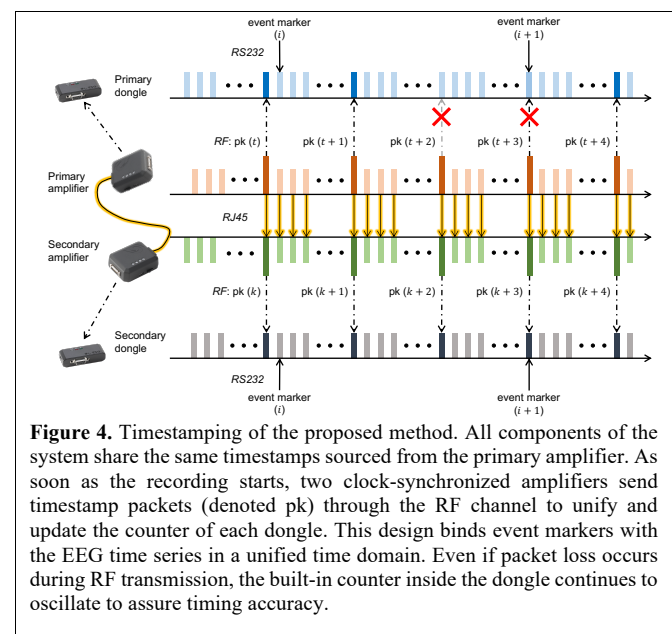 event marker
(i)
event marker
(i + 1)
RS232
Primary
dongle
RF: pk (t)
pk (t + 1)
pk (t + 2)
pk (t + 3)
pk (t + 4)
Primary
amplifier
RJ45
Secondary
amplifier
RF: pk (k)
pk (k + 1)
pk (k + 2)
pk (k + 3)
pk (k + 4)
Secondary
dongle
RS232
event marker
(i)
event marker
(i + 1)
Figure 4. Timestamping of the proposed method. All components of the
system share the same timestamps sourced from the primary amplifier. As
soon as the recording starts, two clock-synchronized amplifiers send
timestamp packets (denoted pk) through the RF channel to unify and
update the counter of each dongle. This design binds event markers with
the EEG time series in a unified time domain. Even if packet loss occurs
during RF transmission, the built-in counter inside the dongle continues to
oscillate to assure timing accuracy.